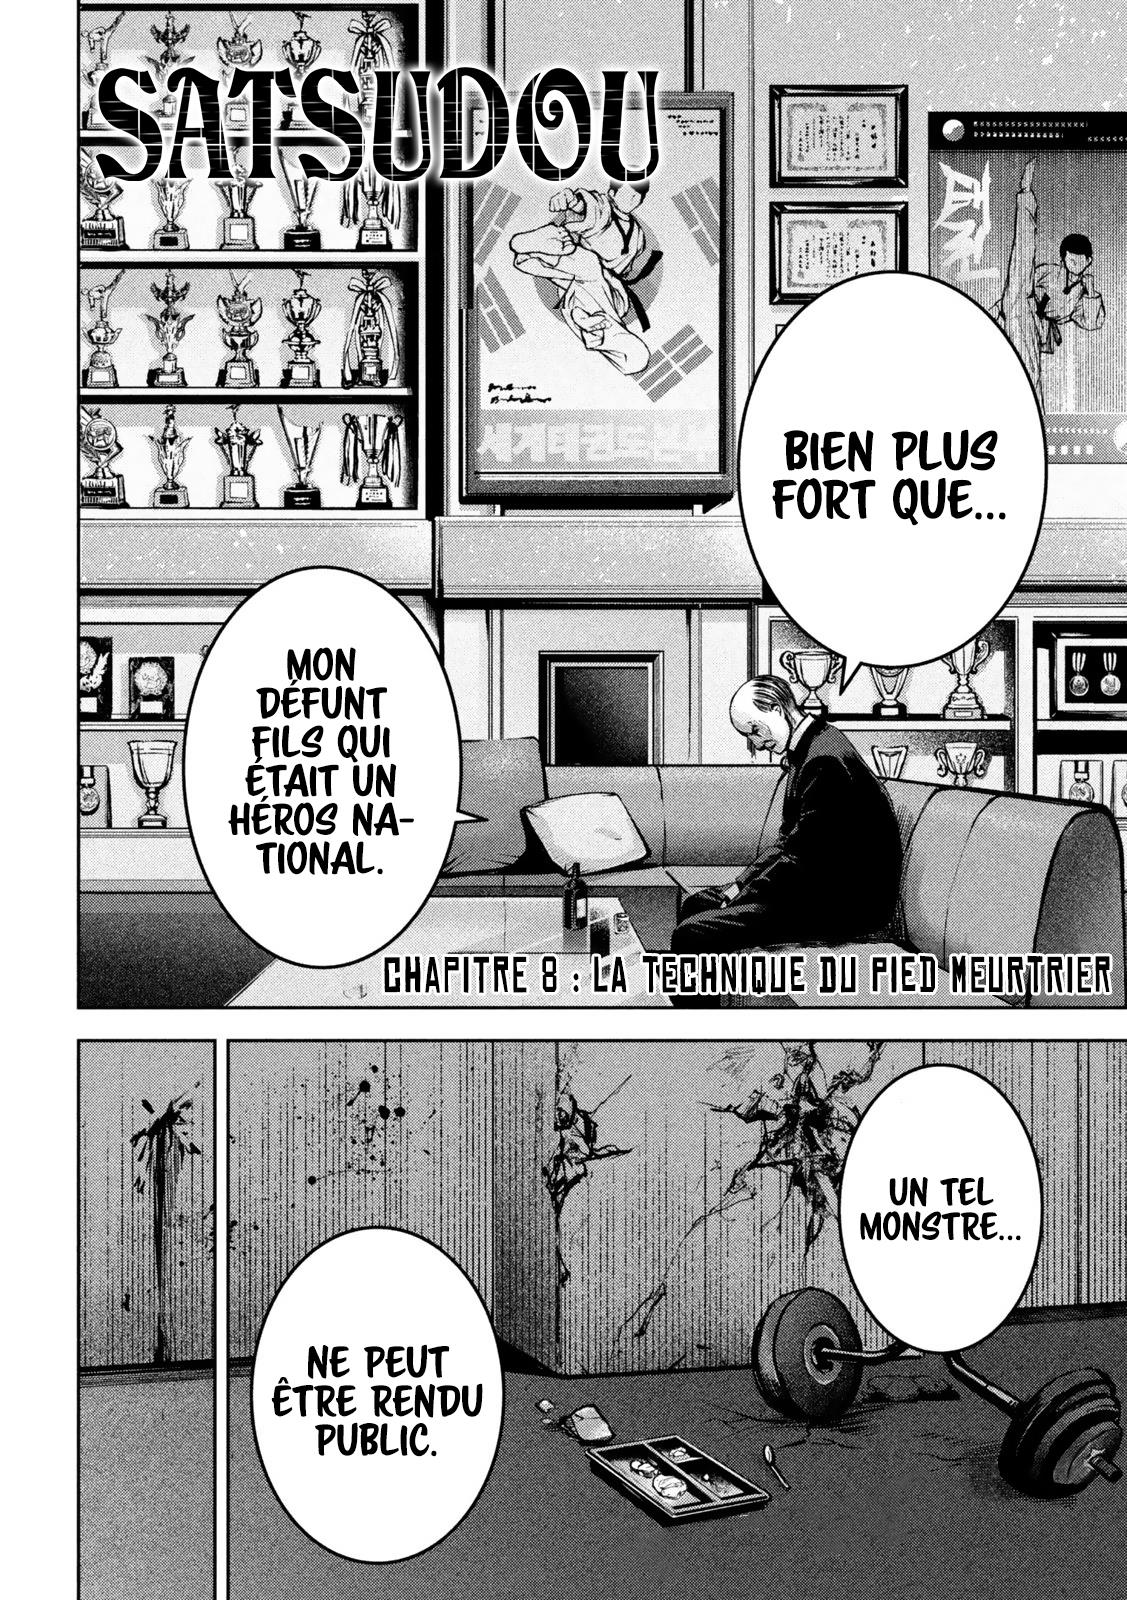 SATSUDOU
BIEN PLUS
FORT QUE...
MON
DÉFUNT
FILS QUI
ÉTAIT UN
HÉROS NA-
TIONAL.
CHAPITRE 8 : LA TECHNIQUE DU PIED MEURTRIER
UN TEL
MONSTRE...
NE PEUT
ÊTRE RENDU
PUBLIC.